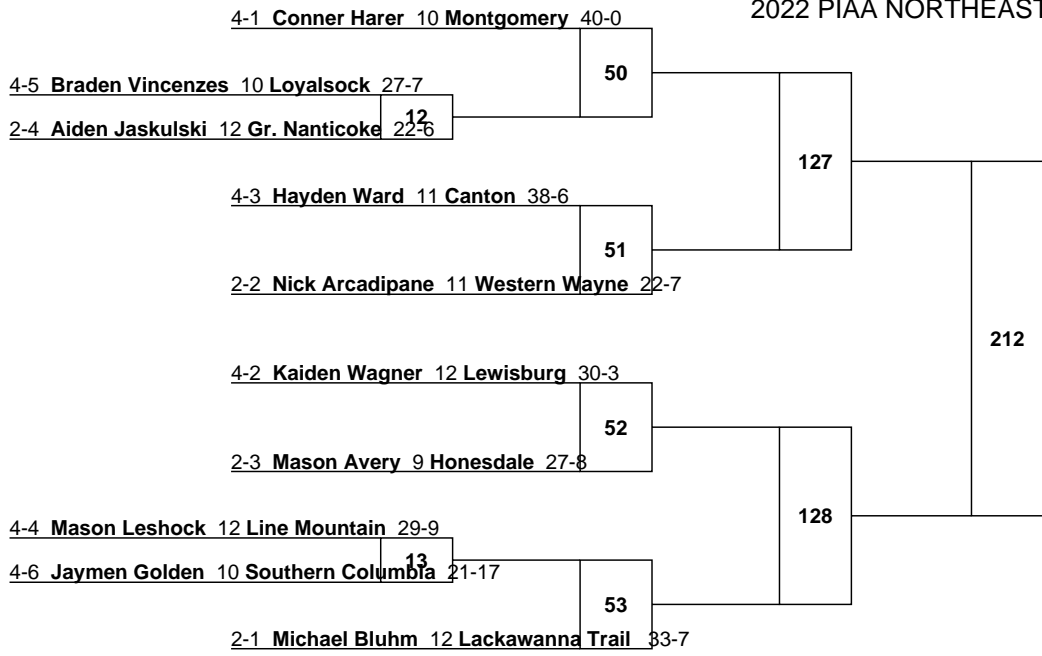 4-1 Conner Harer 10 Montgomery 40-0
2022 PIAA NORTHEAST
50
4-5 Braden Vincenzes 10 Loyalsock 27-7
12
2-4 Aiden Jaskulski 12 Gr. Nanticoke 22-6
127
4-3 Hayden Ward 11 Canton 38-6
51
2-2 Nick Arcadipane 11 Western Wayne 22-7
212
4-2 Kaiden Wagner 12 Lewisburg 30-3
52
2-3 Mason Avery 9 Honesdale 27-8
128
4-4 Mason Leshock 12 Line Mountain 29-9
13
4-6 Jaymen Golden 10 Southern Columbia 21-17
53
2-1 Michael Bluhm 12 Lackawanna Trail 33-7